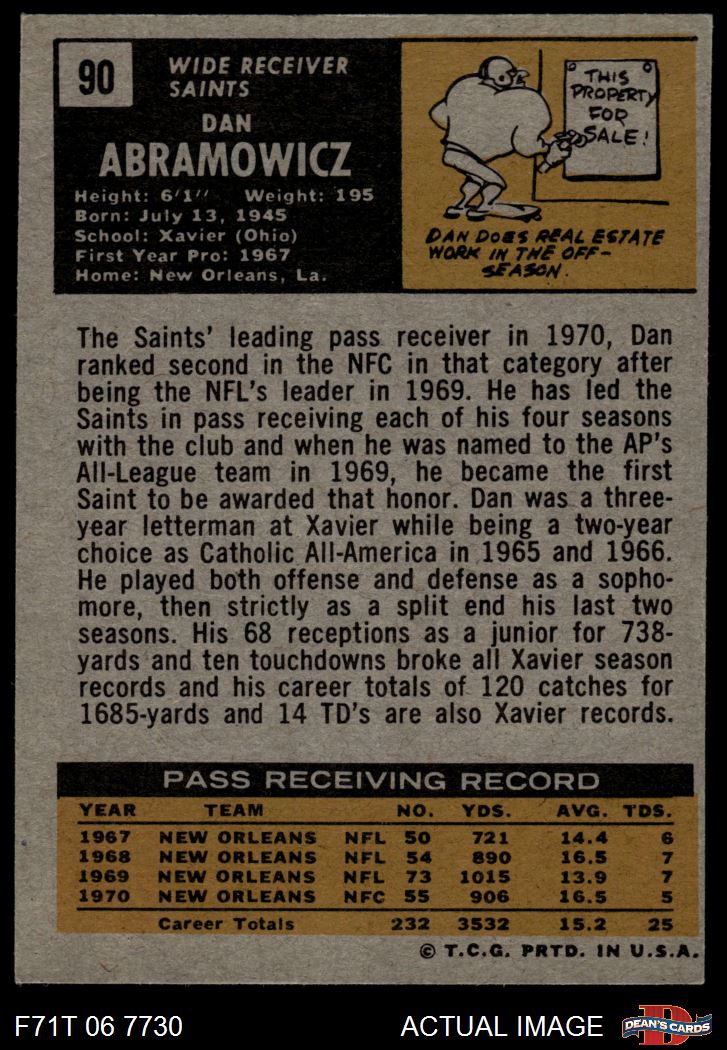 90
WIDE RECEIVER
SAINTS
DAN
ABRAMOWICZ
Height: 6'1" Weight: 195
Born: July 13, 1945
School: Xavier (Ohio)
First Year Pro: 1967
Home: New Orleans, La.
THIS
PROPERTY
FOR
SALE!
DAN DOES REAL ESTATE
WORK IN THE OFF-
SEASON.
The Saints' leading pass receiver in 1970, Dan
ranked second in the NFC in that category after
being the NFL's leader in 1969. He has led the
Saints in pass receiving each of his four seasons
with the club and when he was named to the AP's
All-League team in 1969, he became the first
Saint to be awarded that honor. Dan was a three-
year letterman at Xavier while being a two-year
choice as Catholic All-America in 1965 and 1966.
He played both offense and defense as a sopho-
more, then strictly as a split end his last two
seasons. His 68 receptions as a junior for 738-
yards and ten touchdowns broke all Xavier season
records and his career totals of 120 catches for
1685-yards and 14 TD's are also Xavier records.
PASS RECEIVING RECORD
YEAR TEAM NO. YDS. AVG. TDS.
1967 NEW ORLEANS NFL 50 721 14.4 6
1968 NEW ORLEANS NFL 54 890 16.5 7
1969 NEW ORLEANS NFL 73 1015 13.9 7
1970 NEW ORLEANS NFC 55 906 16.5 5
Career Totals 232 3532 15.2 25
© T.C.G. PRTD. IN U.S.A.
F71T 06 7730 ACTUAL IMAGE
D
DEAN'S CARDS